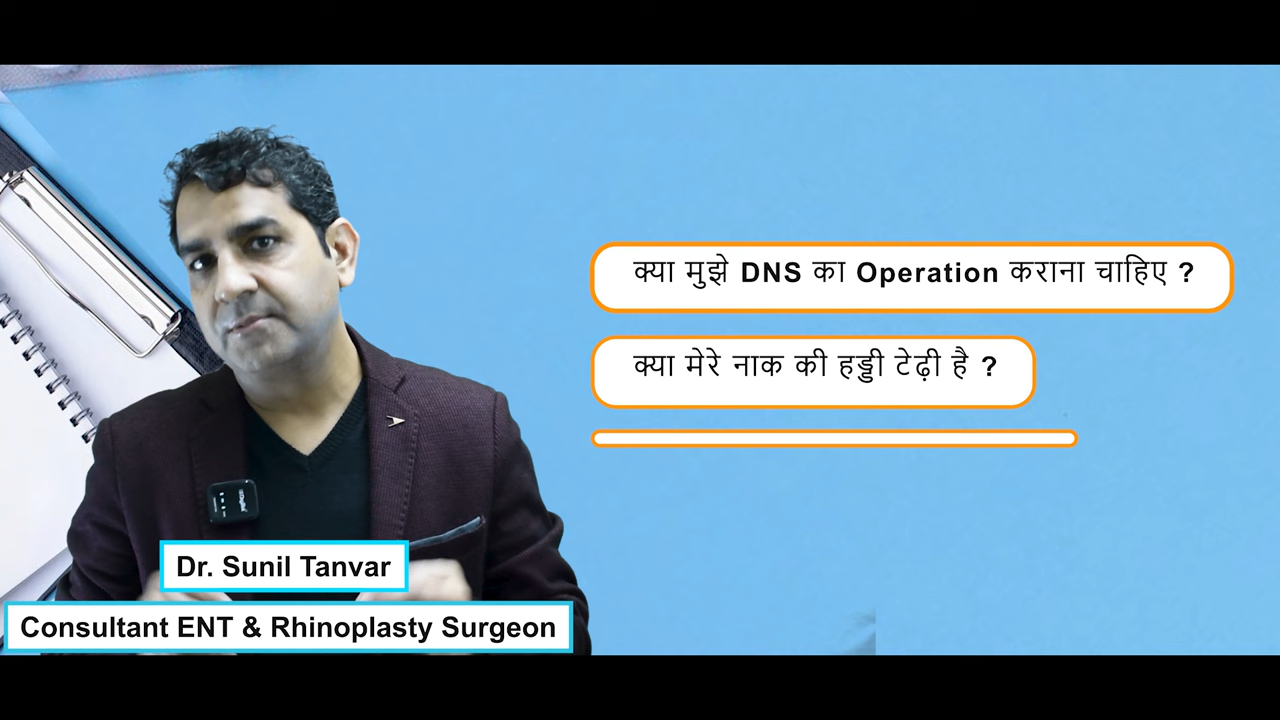 क्या मुझे DNS का Operation कराना चाहिए ?
क्या मेरे नाक की हड्डी टेढ़ी है ?
Dr. Sunil Tanvar
Consultant ENT & Rhinoplasty Surgeon